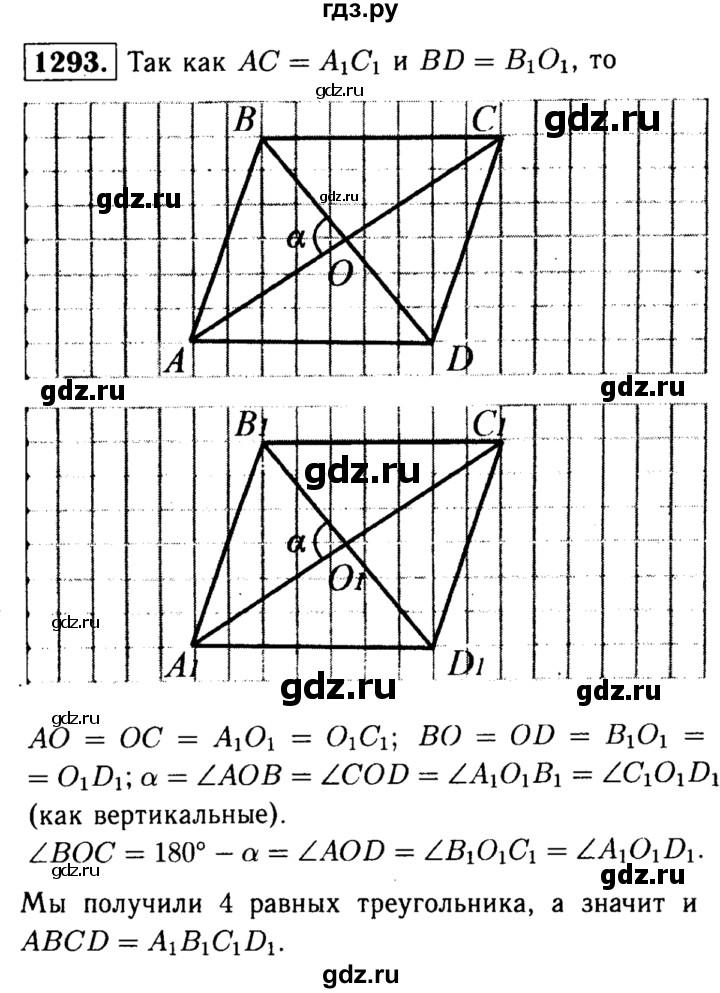 гдз.ру
1293. Так как AC = A₁C₁ и BD = B₁O₁, то
gdz.ru
B C
gdz.ru
gdz.ru gdz.ru
α
O
A D
gdz.ru gdz.ru
B₁ C₁
gdz.ru
α
O₁
gdz.ru
A₁ D₁
gdz.ru gdz.ru
gdz.ru
AO = OC = A₁O₁ = O₁C₁; BO = OD = B₁O₁ =
= O₁D₁; α = ∠AOB = ∠COD = ∠A₁O₁B₁ = ∠C₁O₁D₁
(как вертикальные).
∠BOC = 180° − α = ∠AOD = ∠B₁O₁C₁ = ∠A₁O₁D₁.
gdz.ru gdz.ru
Мы получили 4 равных треугольника, а значит и
ABCD = A₁B₁C₁D₁.
gdz.ru